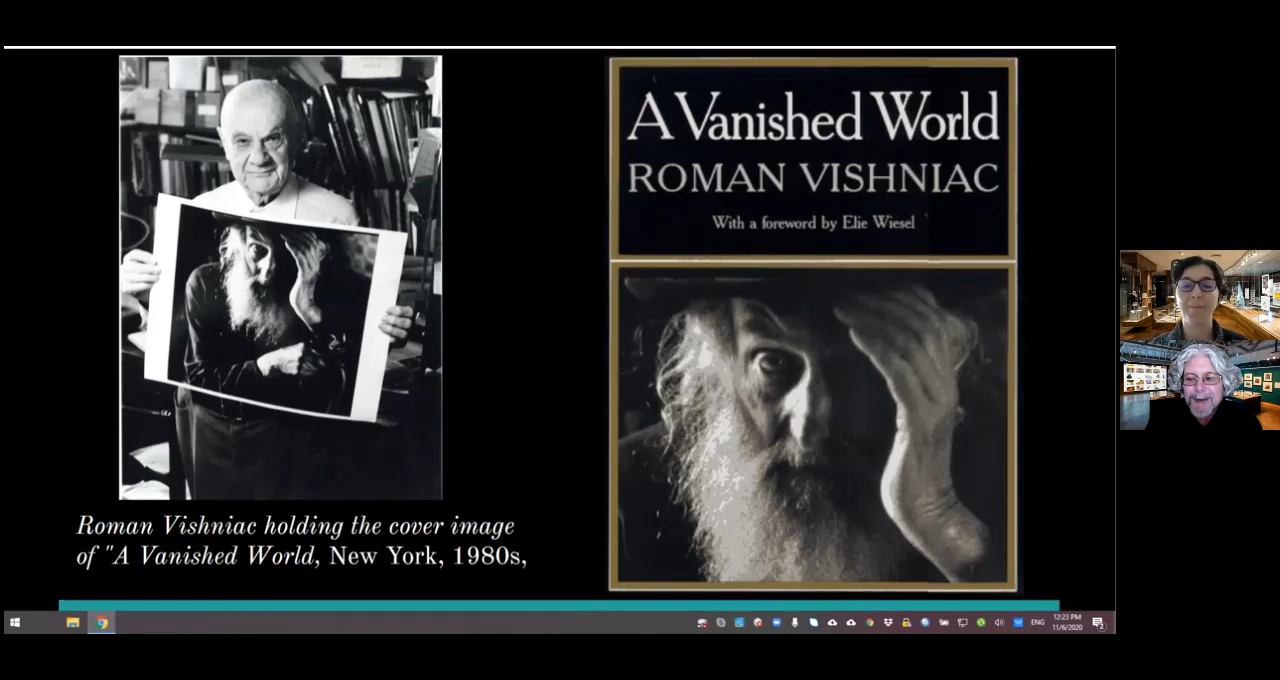 A Vanished World
ROMAN VISHNIAC
With a foreword by Elie Wiesel
Roman Vishniac holding the cover image
of "A Vanished World, New York, 1980s,
ENG
12:23 PM
11/6/2020
2